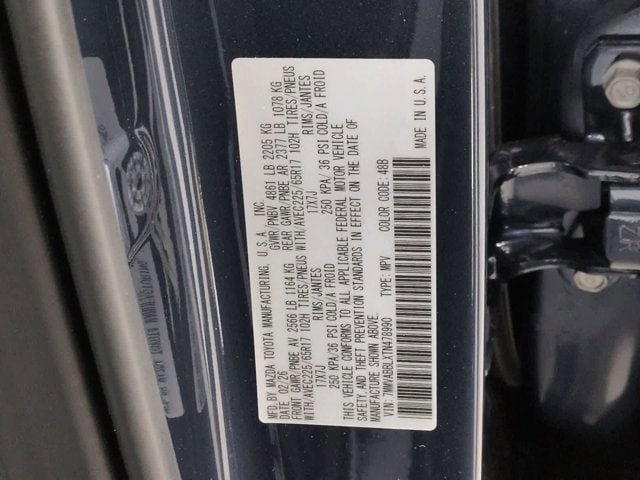 MFD.BY MAZDA TOYOTA MANUFACTURING, U.S.A. INC.
DATE 02/26 GVWR/PNBV 4861 LB 2205 KG
FRONT GAWR/PNBE AV 2566 LB 1164 KG REAR GAWR/PNBE AR 2377 LB 1078 KG
WITH/AVEC225/65R17 102H TIRES/PNEUS WITH/AVEC225/65R17 102H TIRES/PNEUS
17X7J RIMS/JANTES 17X7J RIMS/JANTES
250 KPA/36 PSI COLD/A FROID 250 KPA/ 36 PSI COLD/A FROID
THIS VEHICLE CONFORMS TO ALL APPLICABLE FEDERAL MOTOR VEHICLE
SAFETY, AND THEFT PREVENTION STANDARDS IN EFFECT ON THE DATE OF
MANUFACTURE SHOWN ABOVE.
VIN: 7MMVABBLXTN478990 TYPE: MPV COLOR CODE: 4BB
MADE IN U.S.A.